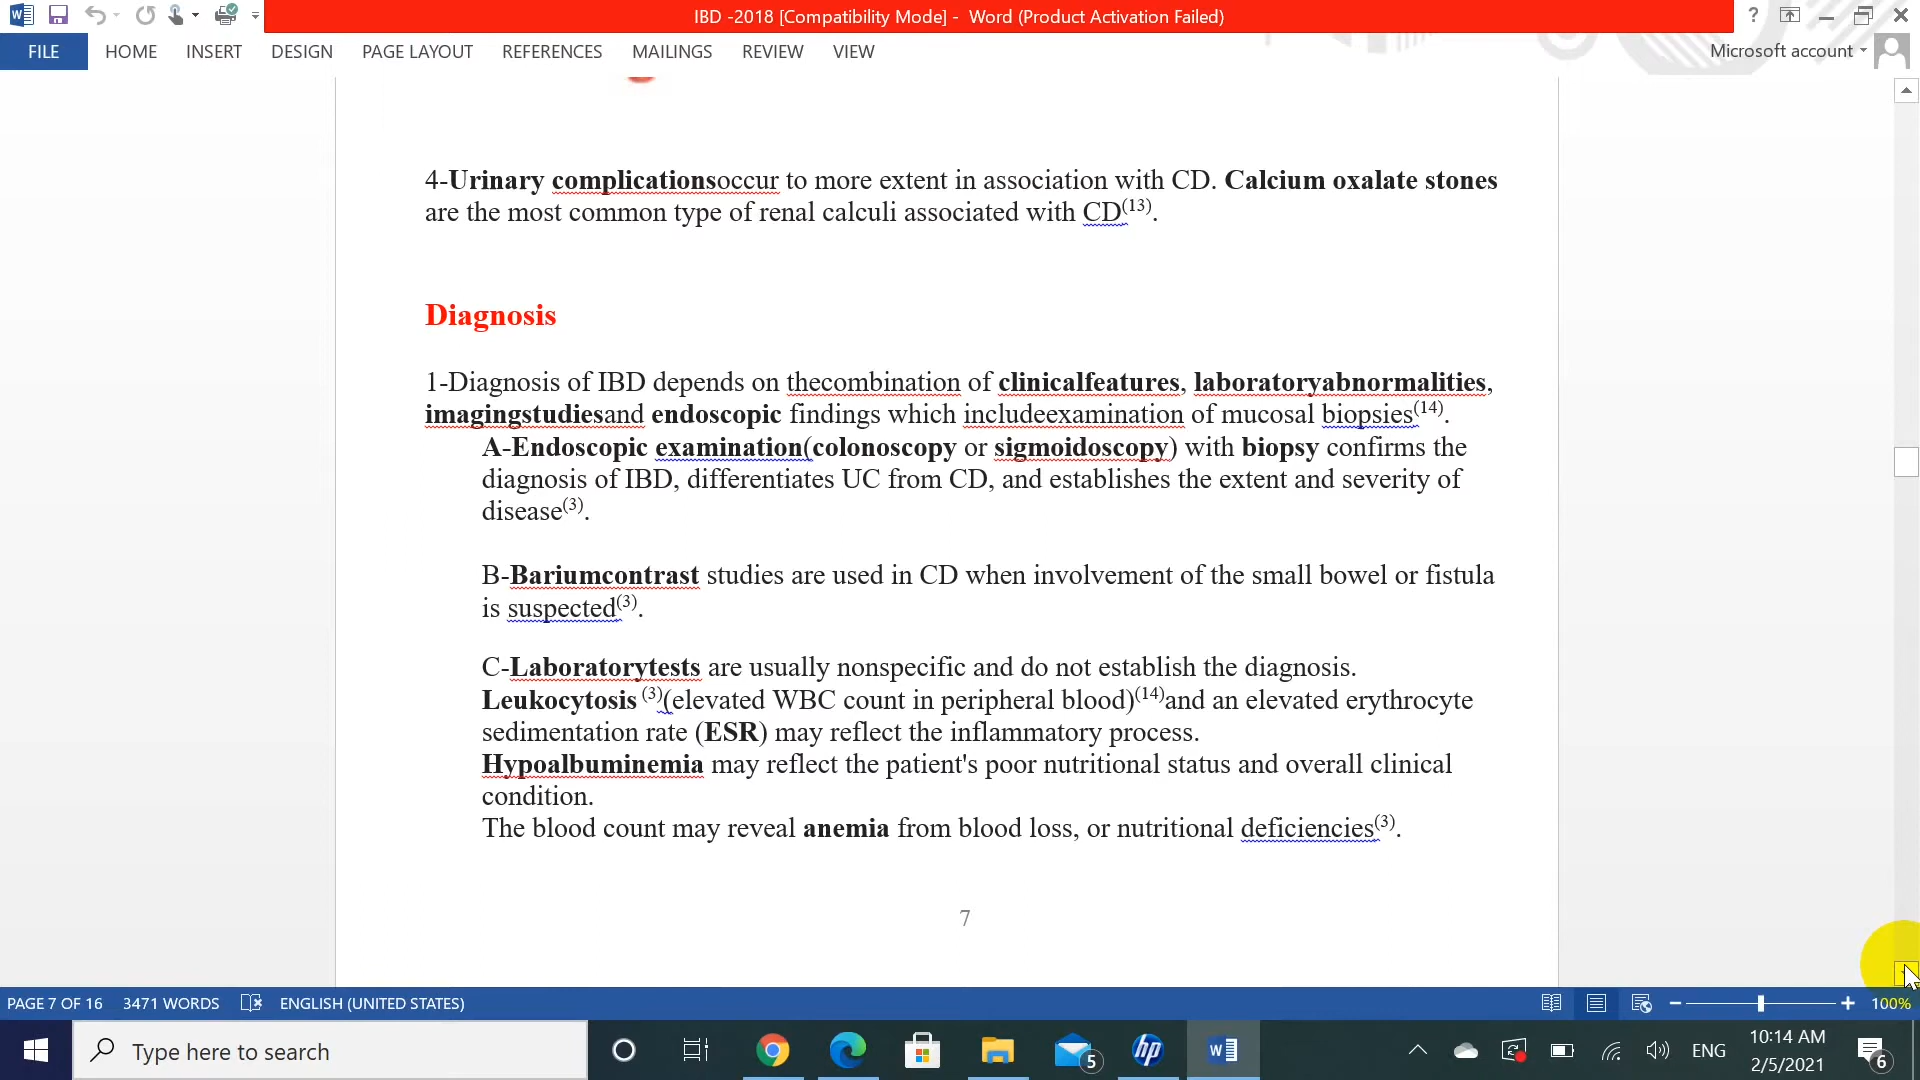 IBD -2018 [Compatibility Mode] - Word (Product Activation Failed)
?
FILE HOME INSERT DESIGN PAGE LAYOUT REFERENCES MAILINGS REVIEW VIEW
Microsoft account
4-Urinary complicationsoccur to more extent in association with CD. Calcium oxalate stones
are the most common type of renal calculi associated with CD(13).
Diagnosis
1-Diagnosis of IBD depends on thecombination of clinicalfeatures, laboratoryabnormalities,
imagingstudiesand endoscopic findings which includeexamination of mucosal biopsies(14).
A-Endoscopic examination(colonoscopy or sigmoidoscopy) with biopsy confirms the
diagnosis of IBD, differentiates UC from CD, and establishes the extent and severity of
disease(3).
B-Bariumcontrast studies are used in CD when involvement of the small bowel or fistula
is suspected(3).
C-Laboratorytests are usually nonspecific and do not establish the diagnosis.
Leukocytosis (3)(elevated WBC count in peripheral blood)(14)and an elevated erythrocyte
sedimentation rate (ESR) may reflect the inflammatory process.
Hypoalbuminemia may reflect the patient's poor nutritional status and overall clinical
condition.
The blood count may reveal anemia from blood loss, or nutritional deficiencies(3).
7
PAGE 7 OF 16 3471 WORDS ENGLISH (UNITED STATES) 100%
Type here to search
5
hp
W
ENG
10:14 AM
2/5/2021
6